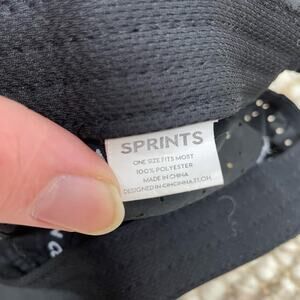 SPRINTS
ONE SIZE FITS MOST
100% POLYESTER
MADE IN CHINA
DESIGNED IN CINCINNATI, OH